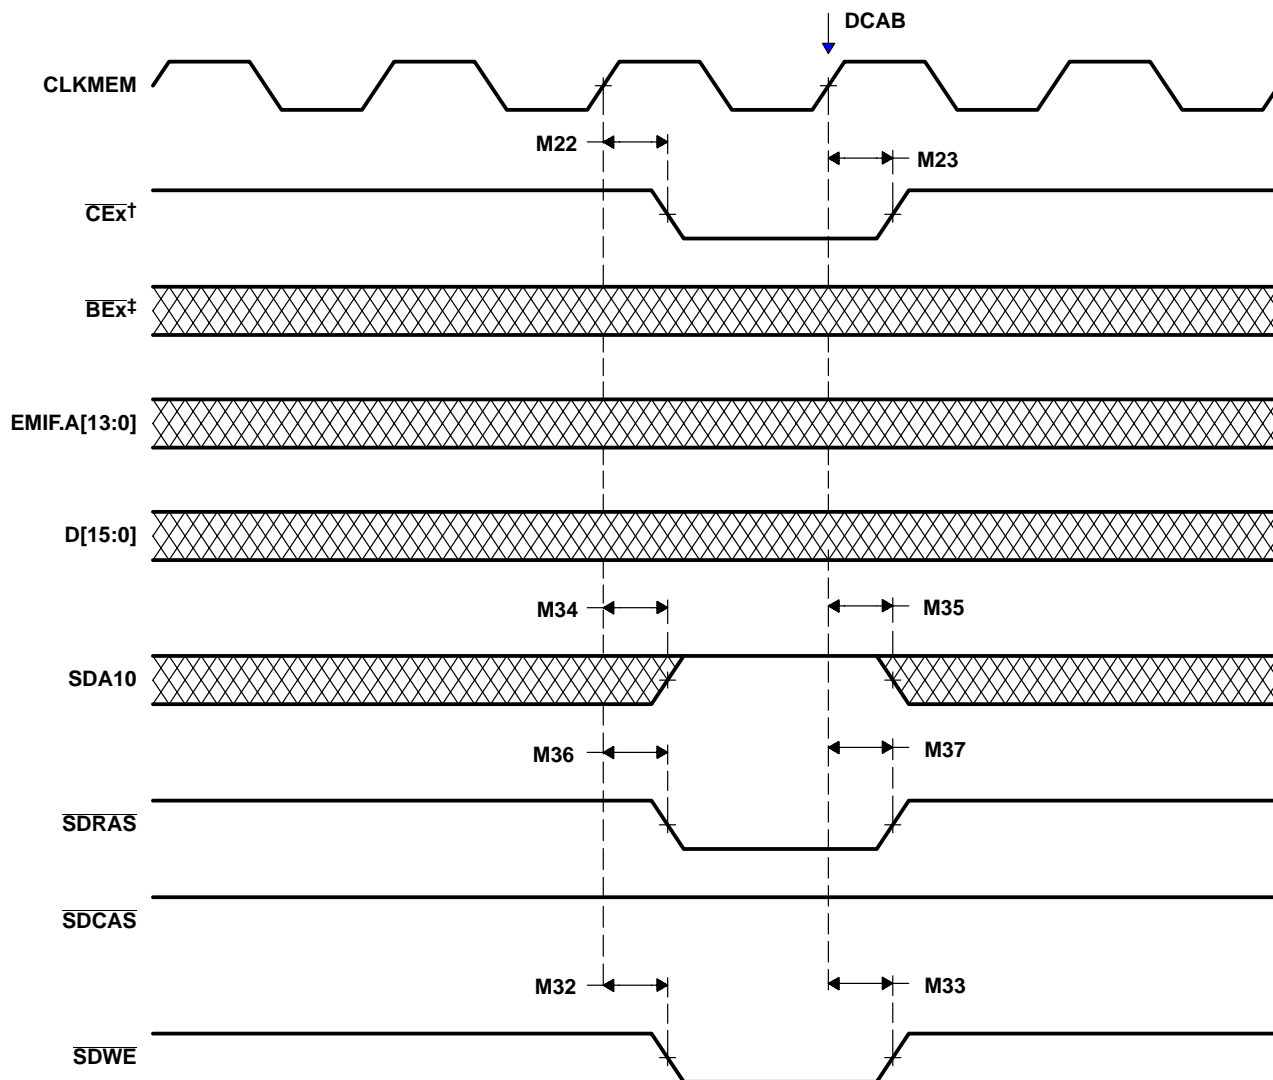 DCAB
CLKMEM
M22
M23
CEx†
BEx‡
EMIF.A[13:0]
D[15:0]
M34
M35
SDA10
M36
M37
SDRAS
SDCAS
M32
M33
SDWE